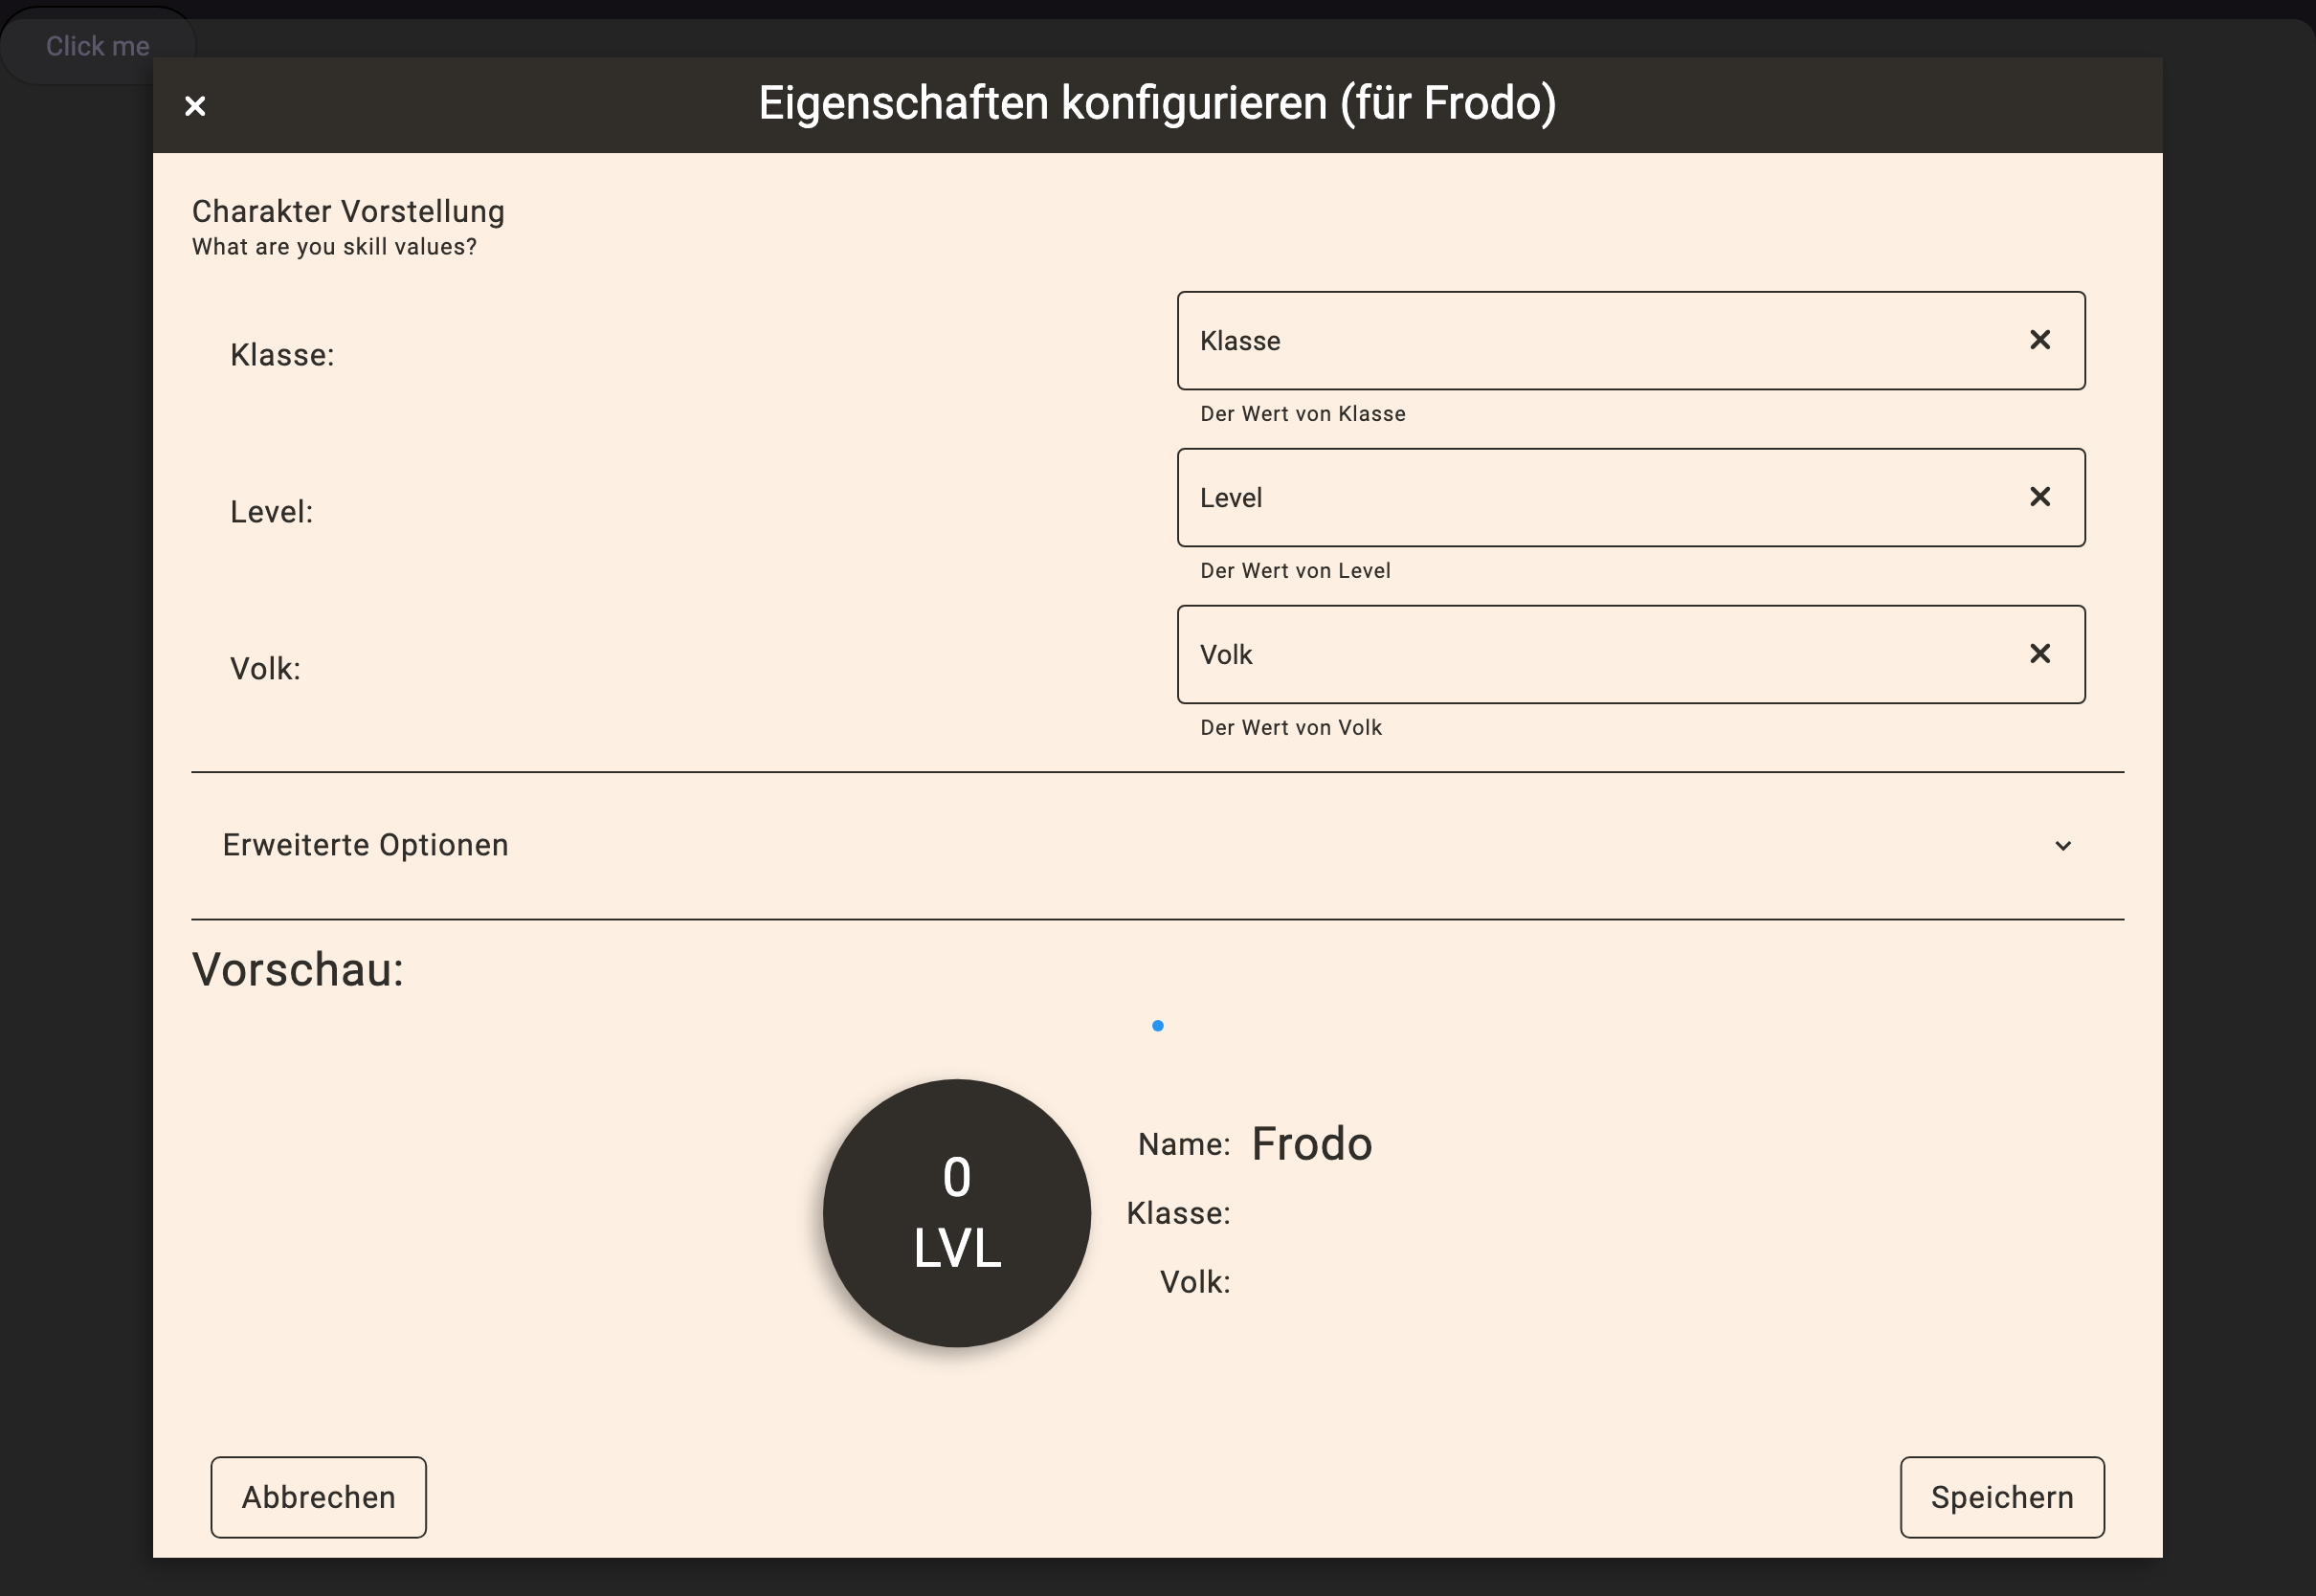 Click me
Eigenschaften konfigurieren (für Frodo)
Charakter Vorstellung
What are you skill values?
Klasse:
Klasse
Der Wert von Klasse
Level:
Level
Der Wert von Level
Volk:
Volk
Der Wert von Volk
Erweiterte Optionen
Vorschau:
0
LVL
Name: Frodo
Klasse:
Volk:
Abbrechen
Speichern